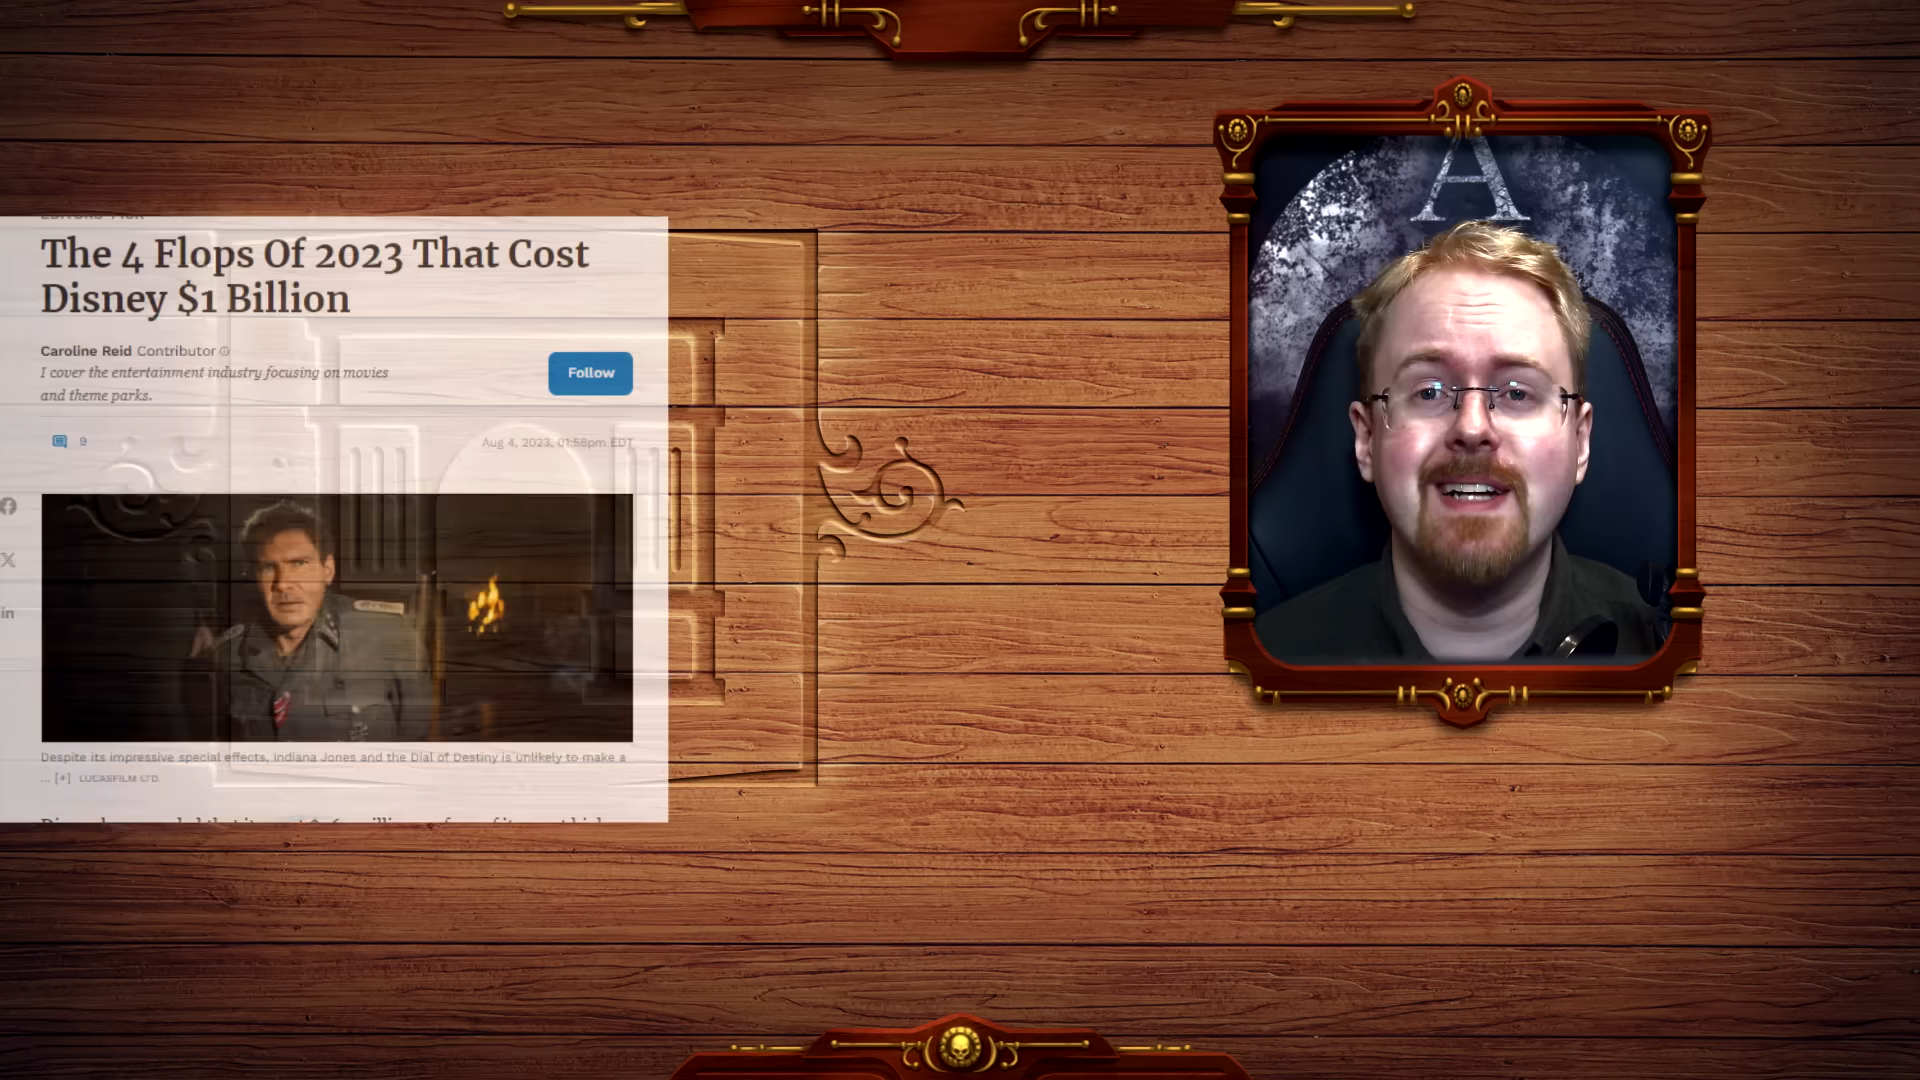 A
The 4 Flops Of 2023 That Cost
Disney $1 Billion
Caroline Reid Contributor
I cover the entertainment industry focusing on movies
and theme parks.
Follow
9
Aug 4, 2023, 01:58pm EDT
X
in
Despite its impressive special effects, Indiana Jones and the Dial of Destiny is unlikely to make a
... [+] LUCASFILM LTD.